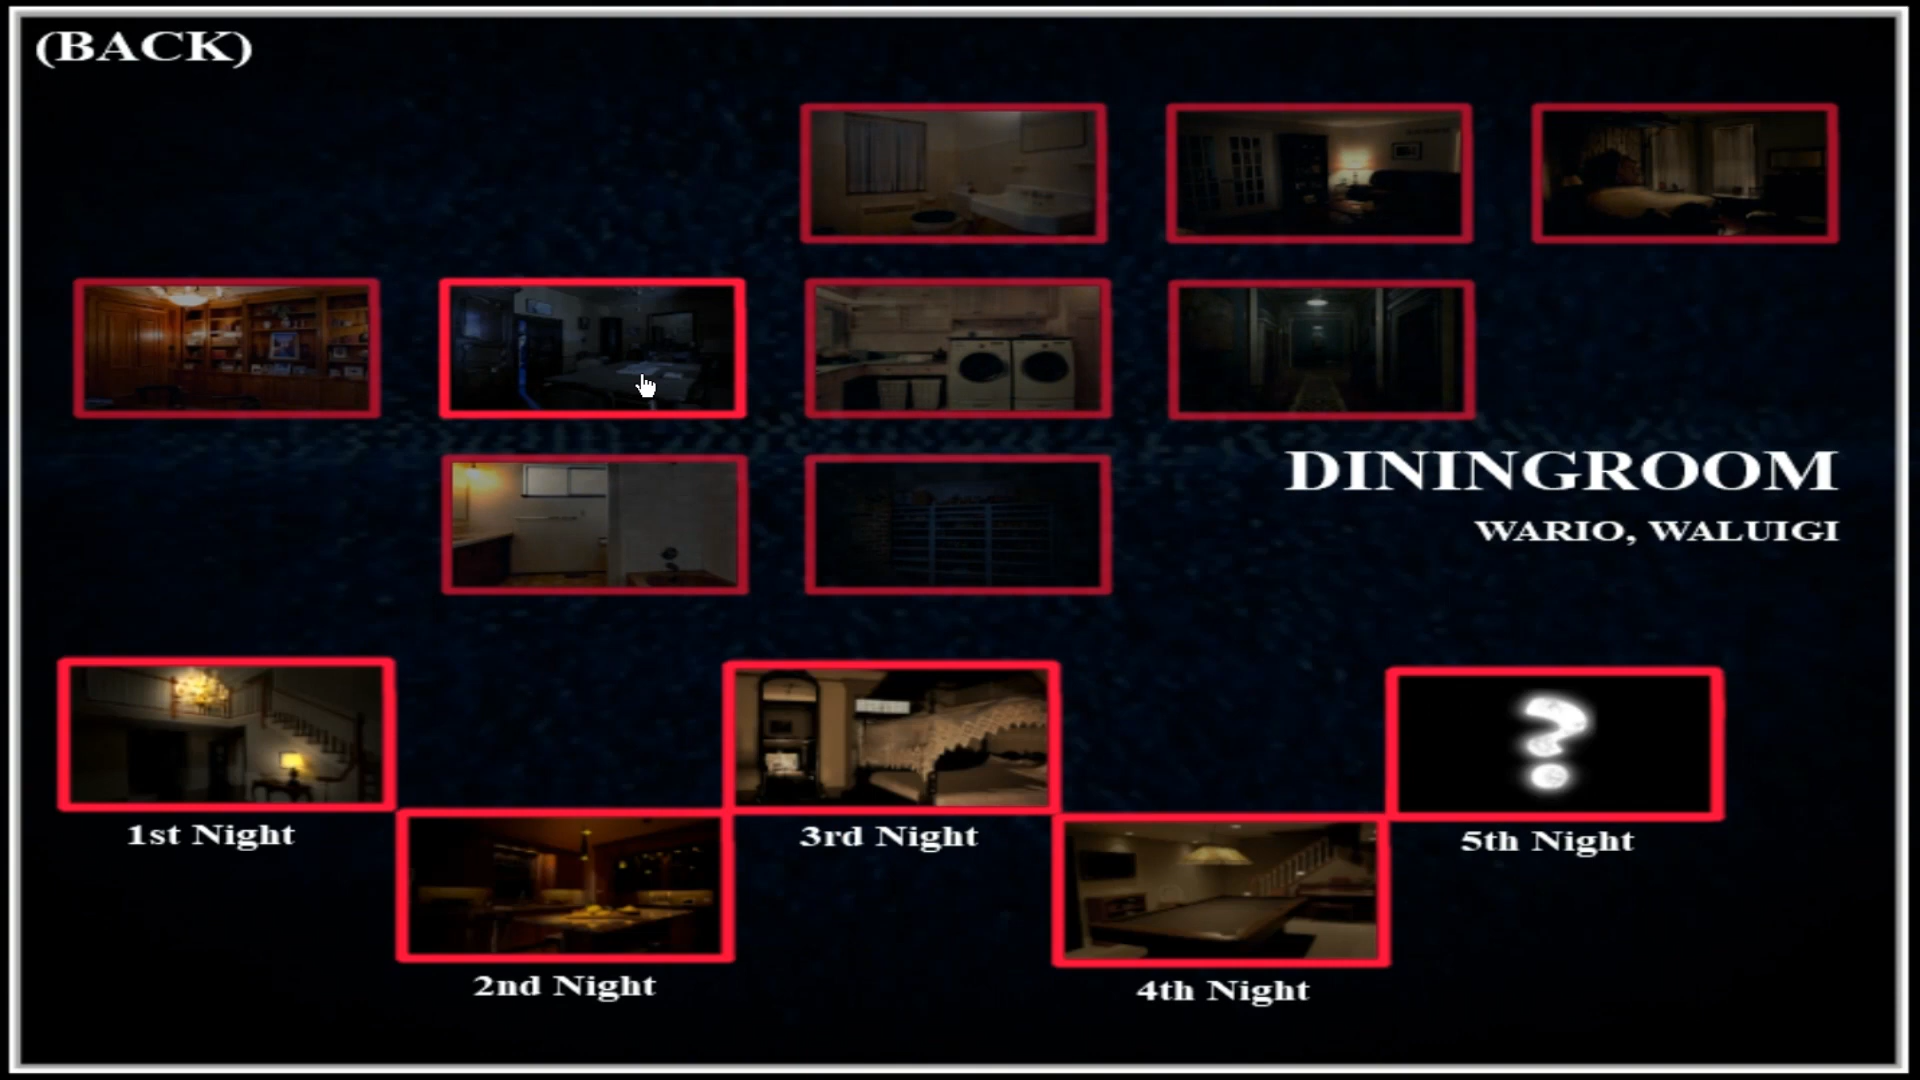 (BACK)
DININGROOM
WARIO, WALUIGI
1st Night
3rd Night
5th Night
2nd Night
4th Night